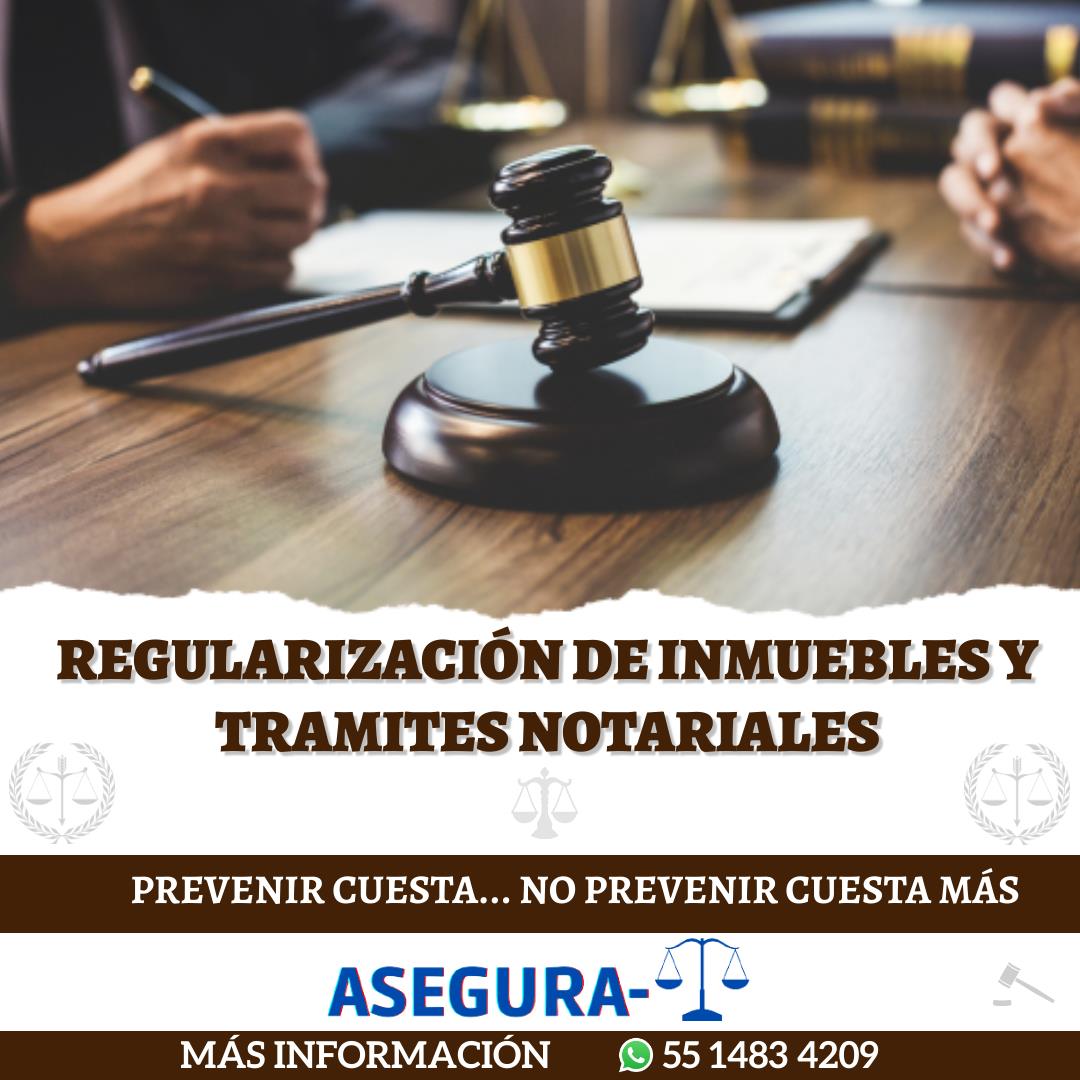 REGULARIZACIÓN DE INMUEBLES Y
TRAMITES NOTARIALES
PREVENIR CUESTA... NO PREVENIR CUESTA MÁS
ASEGURA-
MÁS INFORMACIÓN 55 1483 4209